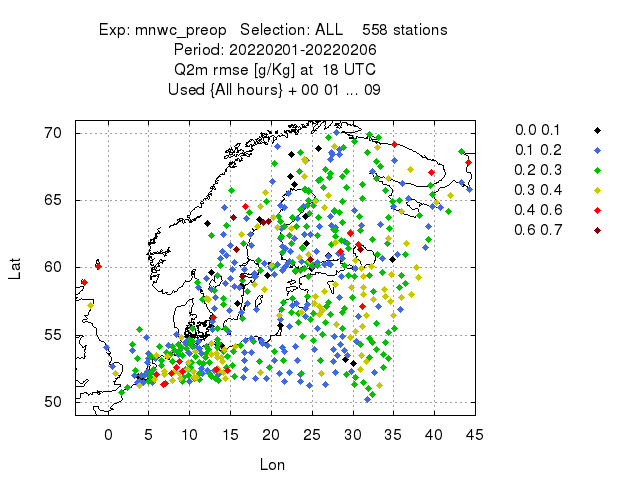 Exp: mnwc_preop   Selection: ALL    558 stations
Period: 20220201-20220206
Q2m rmse [g/Kg] at  18 UTC
Used {All hours} + 00 01 ... 09
0.0 0.1
0.1 0.2
0.2 0.3
0.3 0.4
0.4 0.6
0.6 0.7
70
65
60
55
50
Lat
0 5 10 15 20 25 30 35 40 45
Lon